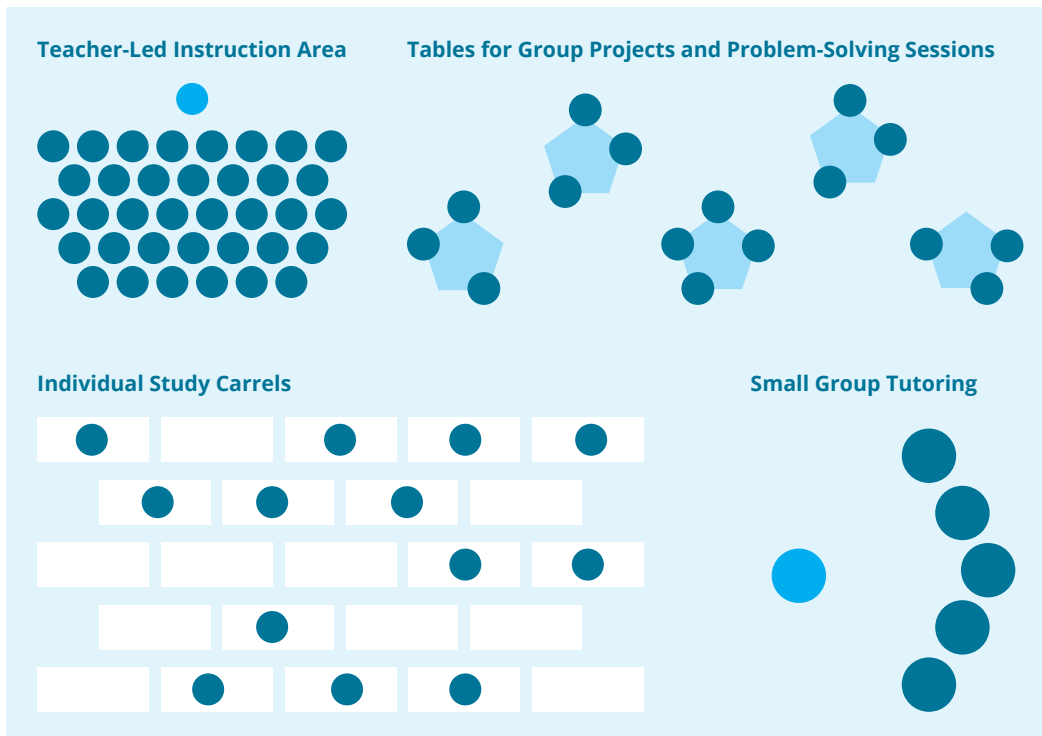 Teacher-Led Instruction Area
Tables for Group Projects and Problem-Solving Sessions
Individual Study Carrels
Small Group Tutoring